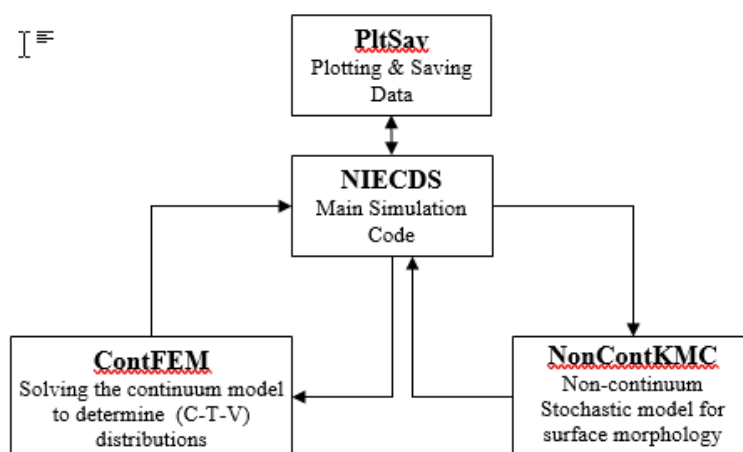 PltSav
Plotting & Saving
Data
NIECDS
Main Simulation
Code
ContFEM
Solving the continuum model
to determine (C-T-V)
distributions
NonContKMC
Non-continuum
Stochastic model for
surface morphology